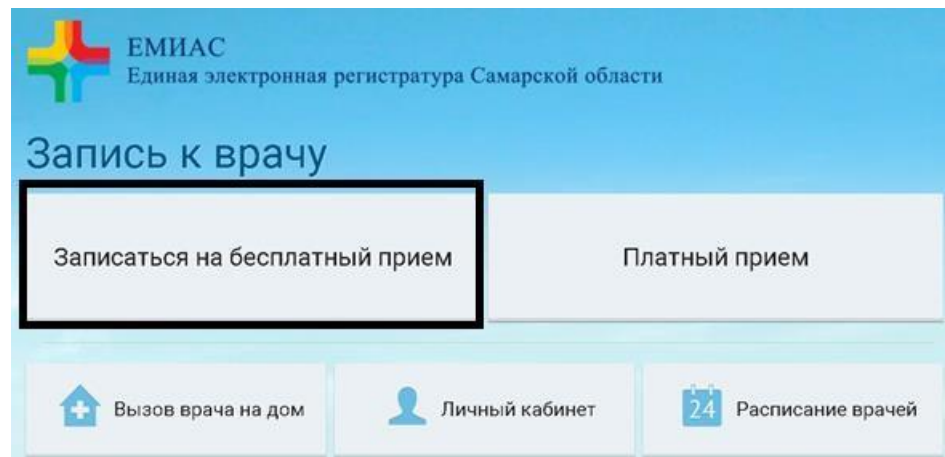 ЕМИАС
Единая электронная регистратура Самарской области
Запись к врачу
Записаться на бесплатный прием
Платный прием
Вызов врача на дом
Личный кабинет
24
Расписание врачей